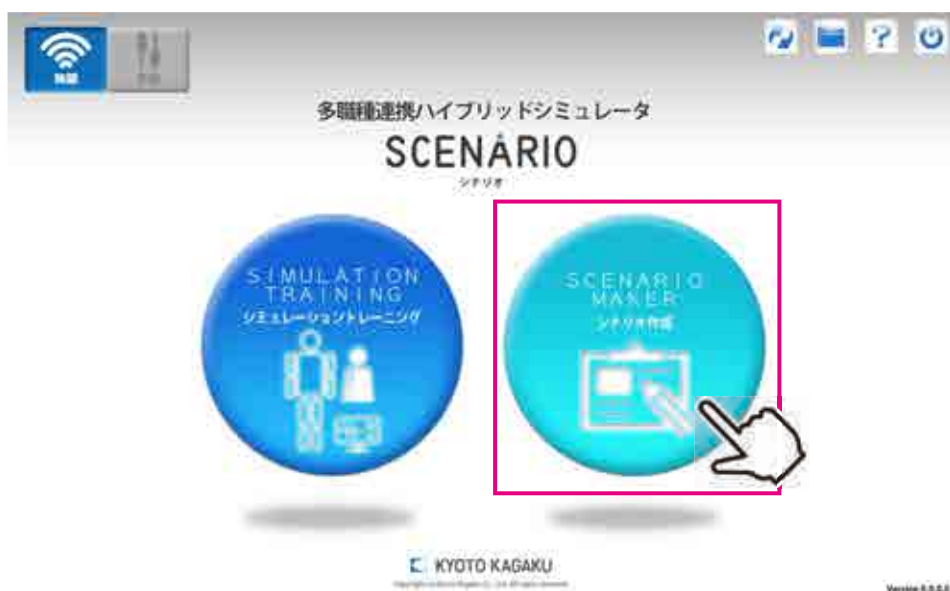 無線
多職種連携ハイブリッドシミュレータ
SCENARIO
シナリオ
SIMULATION
TRAINING
シミュレーショントレーニング
SCENARIO
MAKER
シナリオ作成
KYOTO KAGAKU